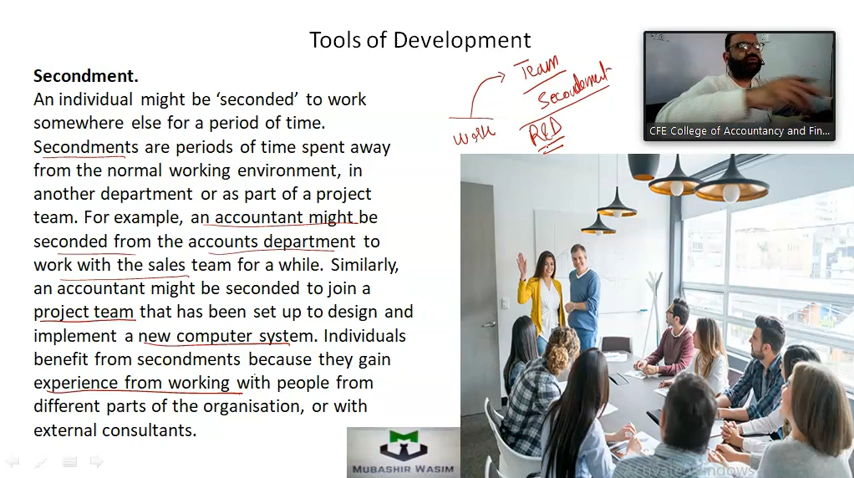 Tools of Development
Secondment.
An individual might be ‘seconded’ to work
somewhere else for a period of time.
Secondments are periods of time spent away
from the normal working environment, in
another department or as part of a project
team. For example, an accountant might be
seconded from the accounts department to
work with the sales team for a while. Similarly,
an accountant might be seconded to join a
project team that has been set up to design and
implement a new computer system. Individuals
benefit from secondments because they gain
experience from working with people from
different parts of the organisation, or with
external consultants.
Team
Secondment
work
R&D
CFE College of Accountancy and Fin...
MUBASHIR WASIM